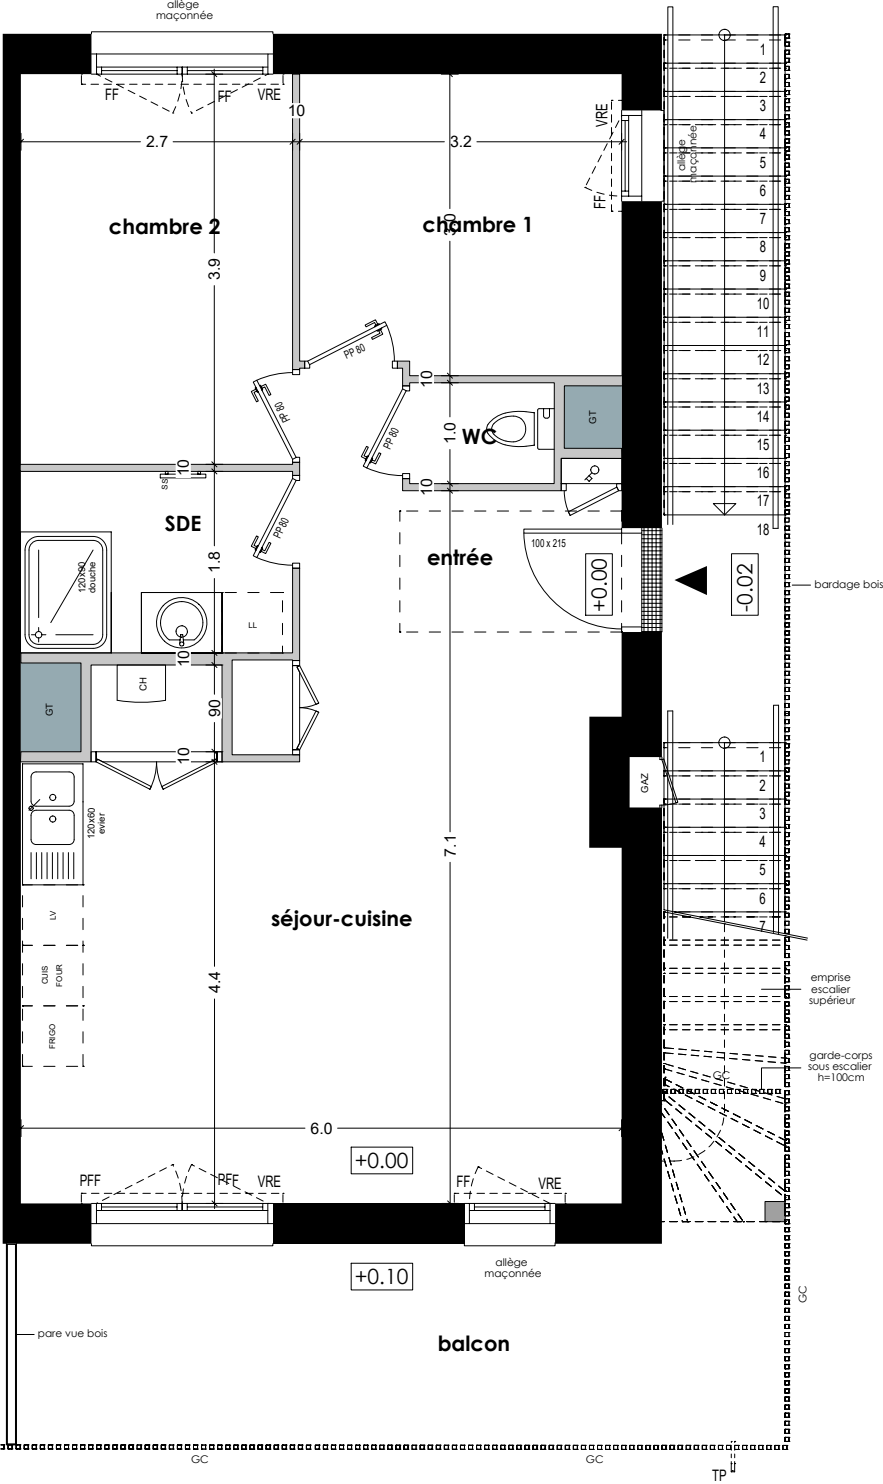 allège
maçonnée
FF
FF
VRE
10
2.7
3.2
VRE
FF
allège
maçonnée
chambre 2
chambre 1
3.0
3.9
PP 80
PP 80
PP 80
10
1.0
WC
GT
10
10
SS
SDE
PP 80
entrée
100 x 215
+0.00
-0.02
1.8
120x90
douche
LL
10
GT
CH
90
10
120x60
evier
GAZ
7.1
séjour-cuisine
LV
CUIS
FOUR
FRIGO
4.4
6.0
+0.00
PFF
PFF
VRE
FF
VRE
allège
maçonnée
+0.10
pare vue bois
balcon
GC
GC
GC
TP
1
2
3
4
5
6
7
8
9
10
11
12
13
14
15
16
17
18
bardage bois
1
2
3
4
5
6
7
emprise
escalier
supérieur
garde-corps
sous escalier
h=100cm
GC